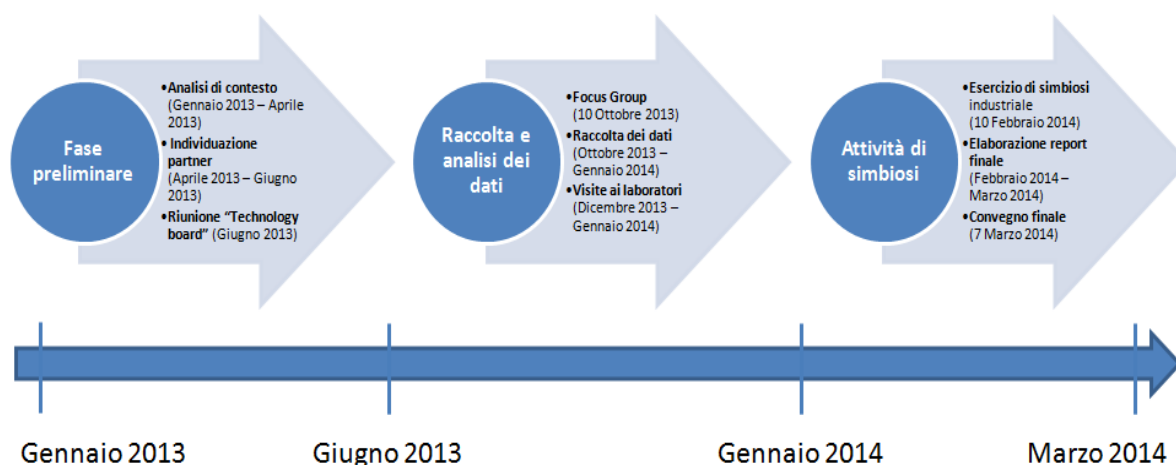 Fase
preliminare
•Analisi di contesto
(Gennaio 2013 – Aprile
2013)
• Individuazione
partner
(Aprile 2013 – Giugno
2013)
•Riunione “Technology
board” (Giugno 2013)
Raccolta e
analisi dei
dati
•Focus Group
(10 Ottobre 2013)
•Raccolta dei dati
(Ottobre 2013 –
Gennaio 2014)
•Visite ai laboratori
(Dicembre 2013 –
Gennaio 2014)
Attività di
simbiosi
•Esercizio di simbiosi
industriale
(10 Febbraio 2014)
•Elaborazione report
finale
(Febbraio 2014 –
Marzo 2014)
•Convegno finale
(7 Marzo 2014)
Gennaio 2013
Giugno 2013
Gennaio 2014
Marzo 2014